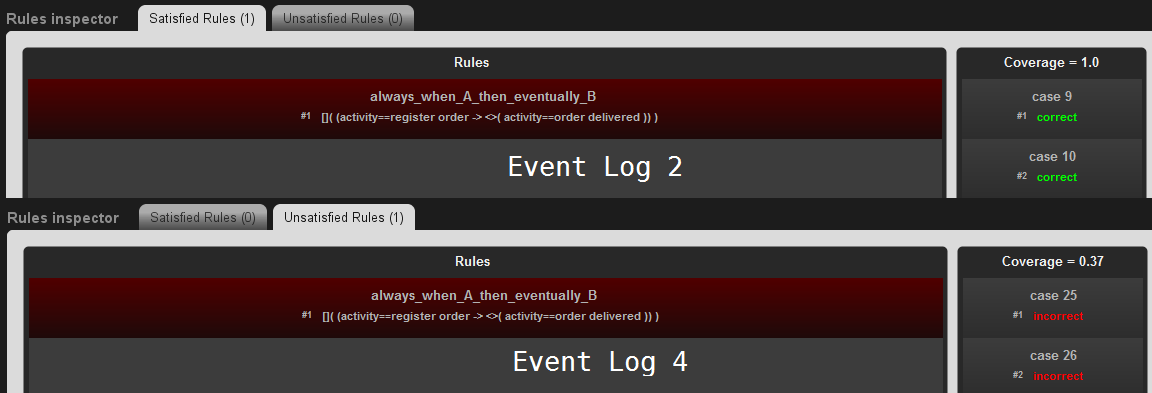 Rules inspector Satisfied Rules (1) Unsatisfied Rules (0)
Rules Coverage = 1.0
always_when_A_then_eventually_B case 9
#1 []( (activity==register order -> <>( activity==order delivered )) ) #1 correct
Event Log 2 case 10
#2 correct
Rules inspector Satisfied Rules (0) Unsatisfied Rules (1)
Rules Coverage = 0.37
always_when_A_then_eventually_B case 25
#1 []( (activity==register order -> <>( activity==order delivered )) ) #1 incorrect
Event Log 4 case 26
#2 incorrect